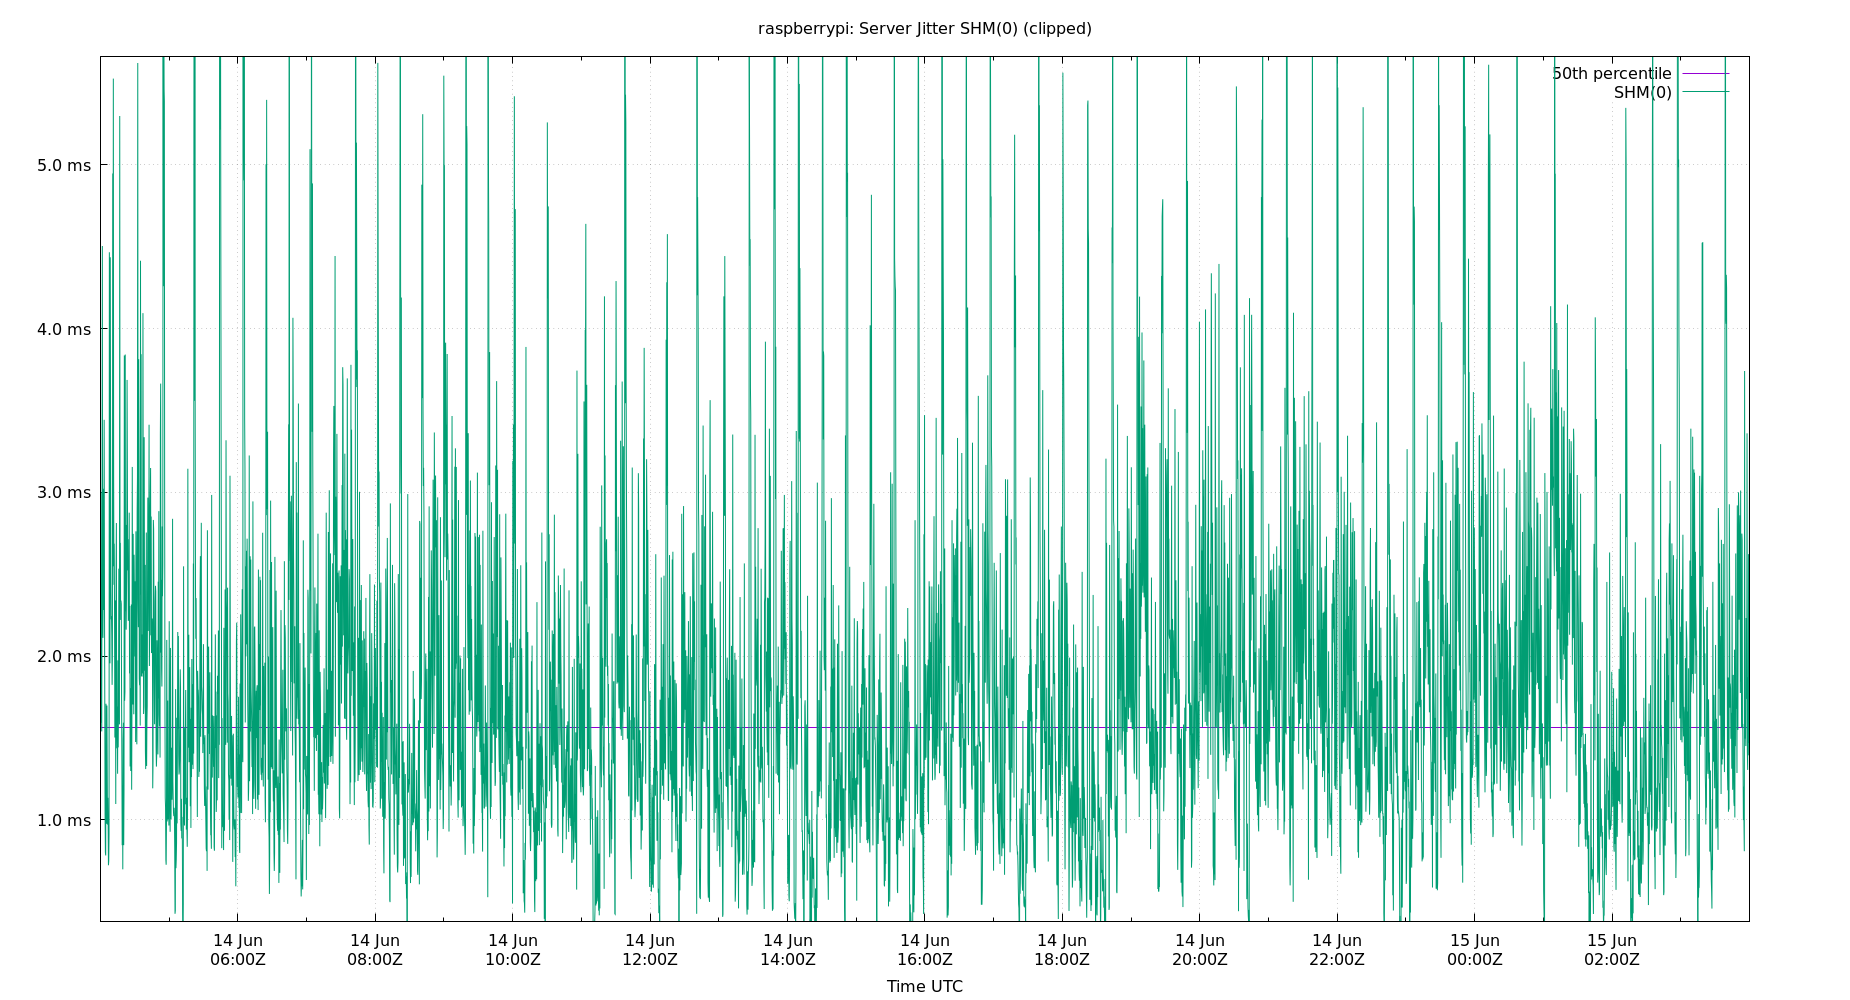 raspberrypi: Server Jitter SHM(0) (clipped)
50th percentile
SHM(0)
5.0 ms
4.0 ms
3.0 ms
2.0 ms
1.0 ms
14 Jun 14 Jun 14 Jun 14 Jun 14 Jun 14 Jun 14 Jun 14 Jun 14 Jun 15 Jun 15 Jun
06:00Z 08:00Z 10:00Z 12:00Z 14:00Z 16:00Z 18:00Z 20:00Z 22:00Z 00:00Z 02:00Z
Time UTC